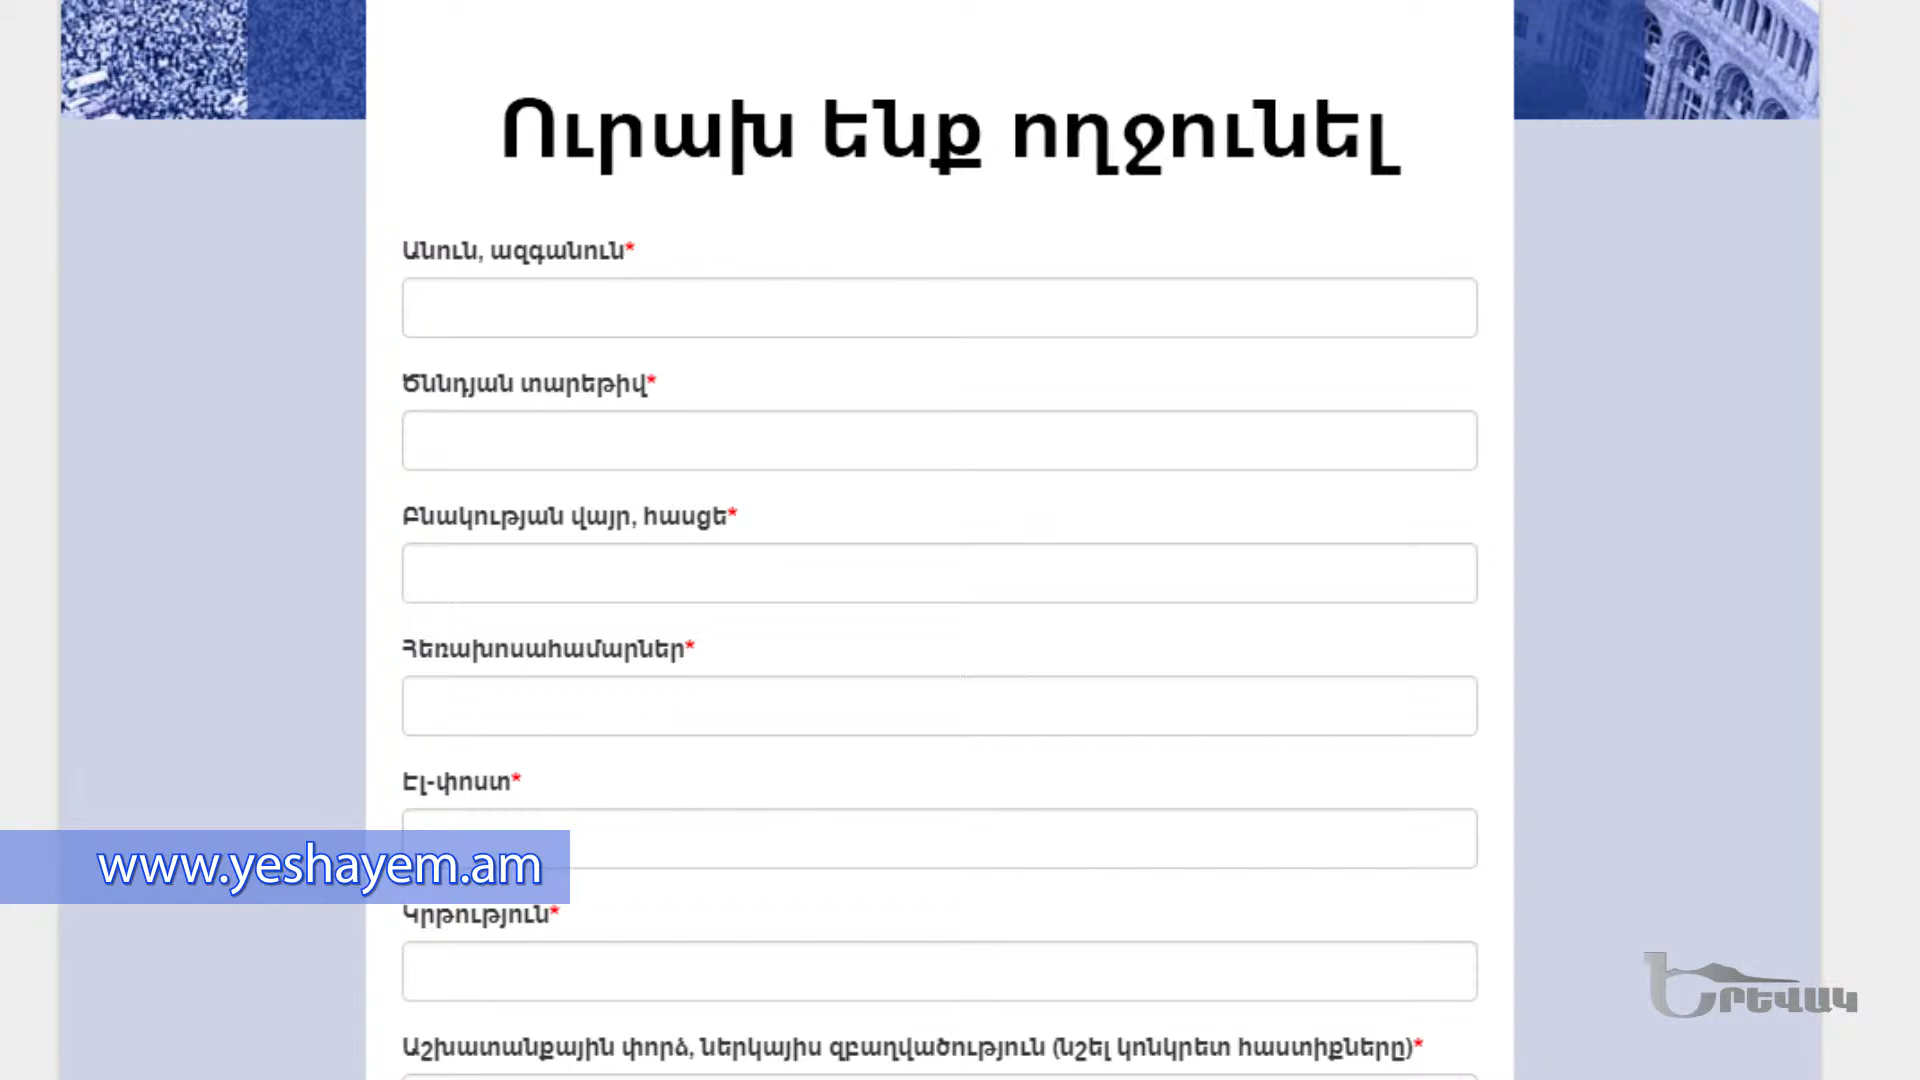 Ուրախ ենք ողջունել
Անուն, ազգանուն*
Ծննդյան տարեթիվ*
Բնակության վայր, հասցե*
Հեռախոսահամարներ*
Էլ-փոստ*
www.yeshayem.am
Կրթություն*
Երեվակ
Աշխատանքային փորձ, ներկայիս զբաղվածություն (նշել կոնկրետ հաստիքները)*